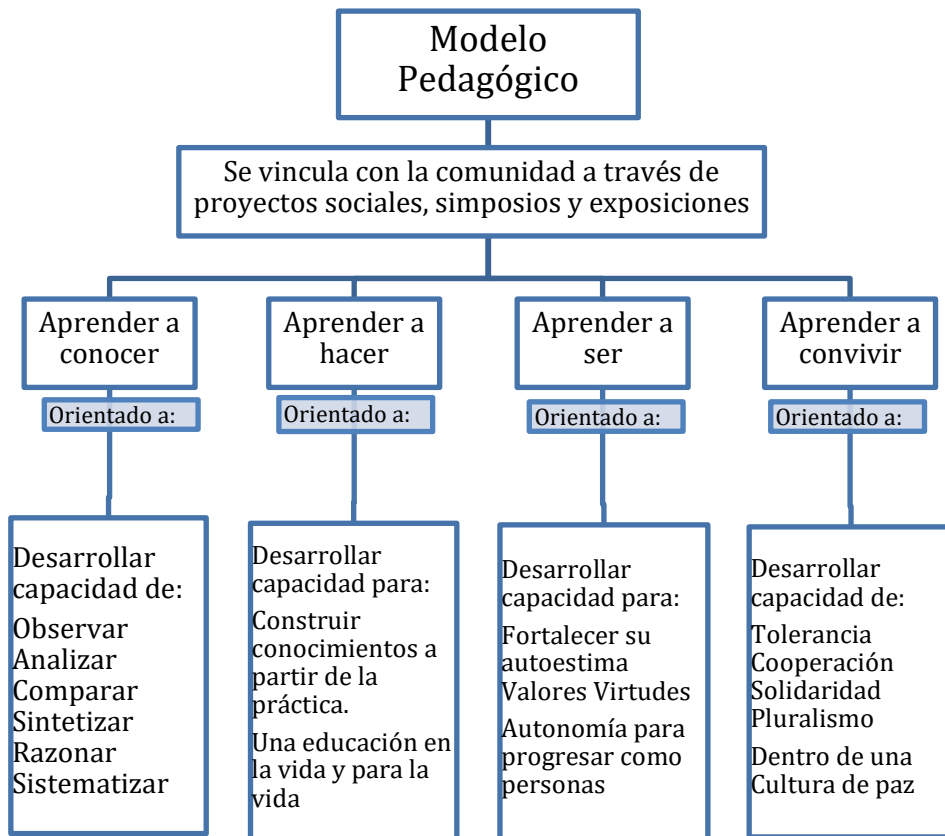 Modelo
Pedagógico
Se vincula con la comunidad a través de
proyectos sociales, simposios y exposiciones
Aprender a
conocer
Orientado a:
Desarrollar
capacidad de:
Observar
Analizar
Comparar
Sintetizar
Razonar
Sistematizar
Aprender a
hacer
Orientado a:
Desarrollar
capacidad para:
Construir
conocimientos a
partir de la
práctica.
Una educación en
la vida y para la
vida
Aprender a
ser
Orientado a:
Desarrollar
capacidad para:
Fortalecer su
autoestima
Valores Virtudes
Autonomía para
progresar como
personas
Aprender a
convivir
Orientado a:
Desarrollar
capacidad de:
Tolerancia
Cooperación
Solidaridad
Pluralismo
Dentro de una
Cultura de paz